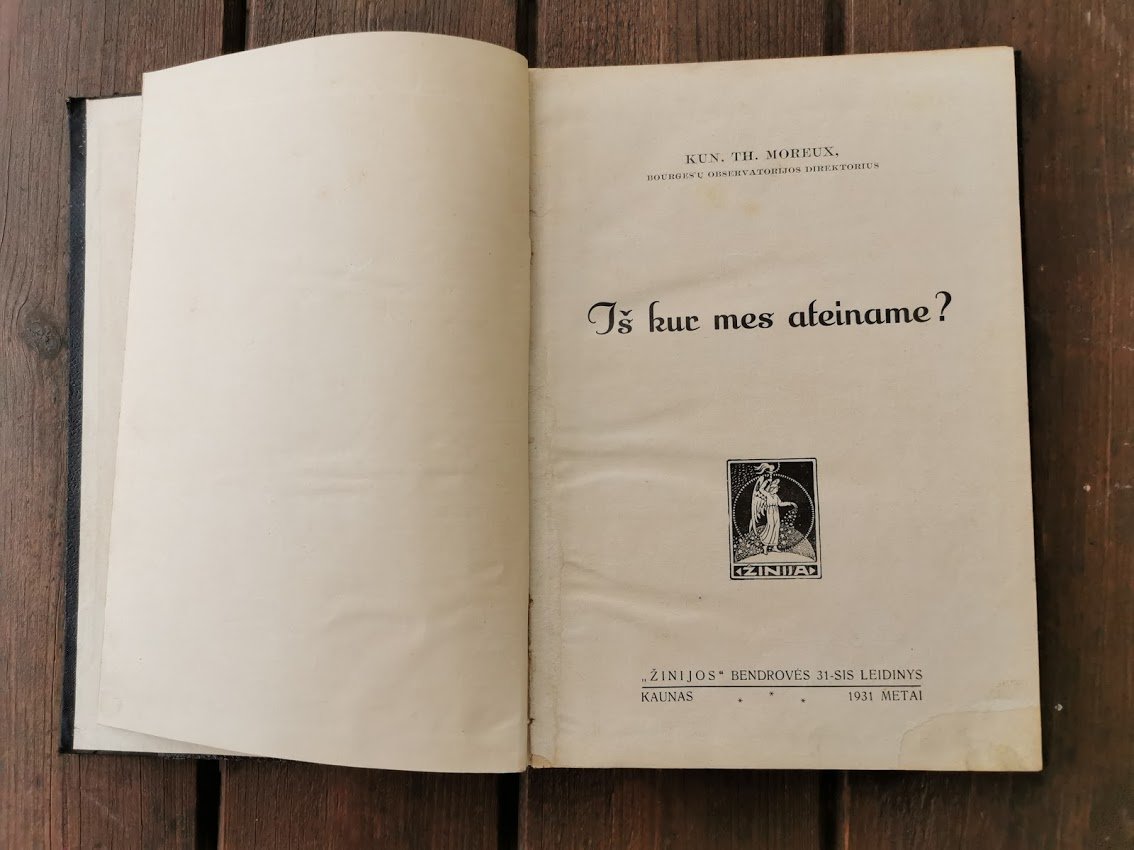 KUN. TH. MOREUX,
BOURGES'Ų OBSERVATORIJOS DIREKTORIUS
Iš kur mes ateiname?
ŽINIJA
„ŽINIJOS“ BENDROVĖS 31-SIS LEIDINYS
KAUNAS * * * 1931 METAI